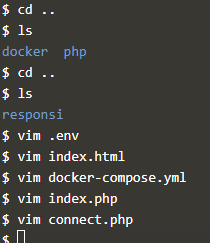 $ cd ..
$ ls
docker  php
$ cd ..
$ ls
responsi
$ vim .env
$ vim index.html
$ vim docker-compose.yml
$ vim index.php
$ vim connect.php
$